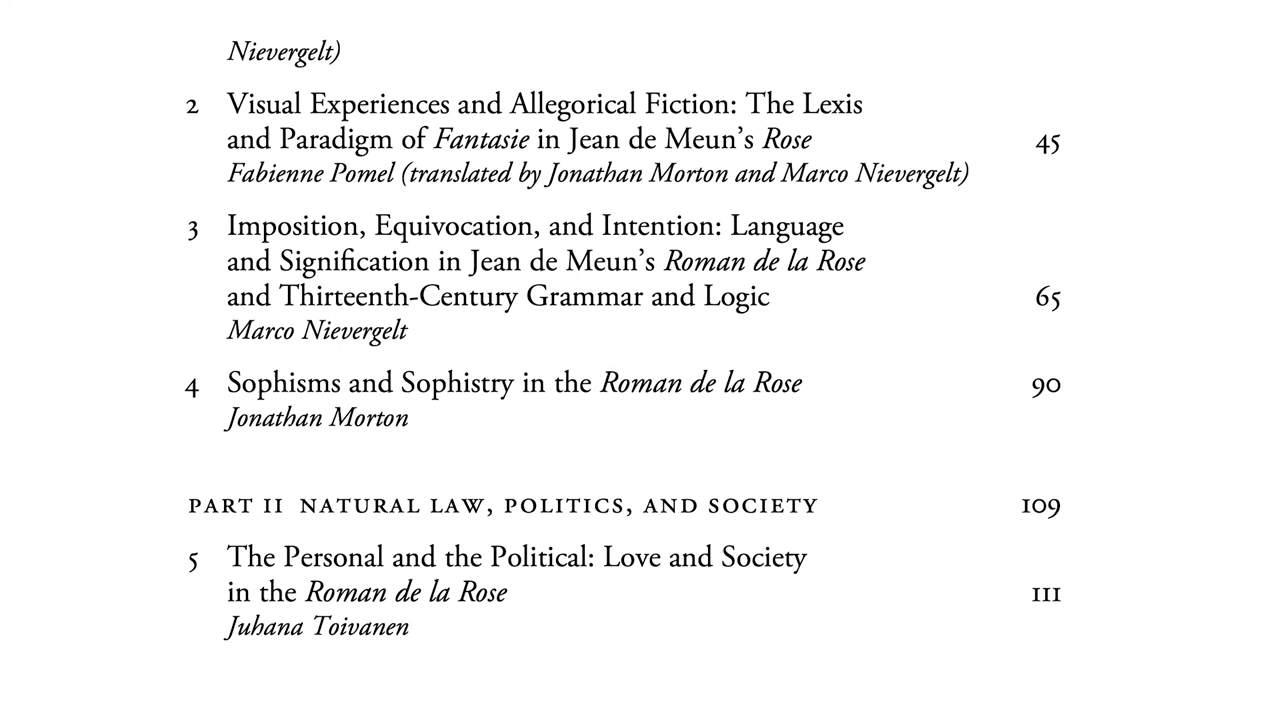 Nievergelt)
2 Visual Experiences and Allegorical Fiction: The Lexis
and Paradigm of Fantasie in Jean de Meun’s Rose 45
Fabienne Pomel (translated by Jonathan Morton and Marco Nievergelt)
3 Imposition, Equivocation, and Intention: Language
and Signification in Jean de Meun’s Roman de la Rose
and Thirteenth-Century Grammar and Logic 65
Marco Nievergelt
4 Sophisms and Sophistry in the Roman de la Rose 90
Jonathan Morton
PART II NATURAL LAW, POLITICS, AND SOCIETY 109
5 The Personal and the Political: Love and Society
in the Roman de la Rose 111
Juhana Toivanen